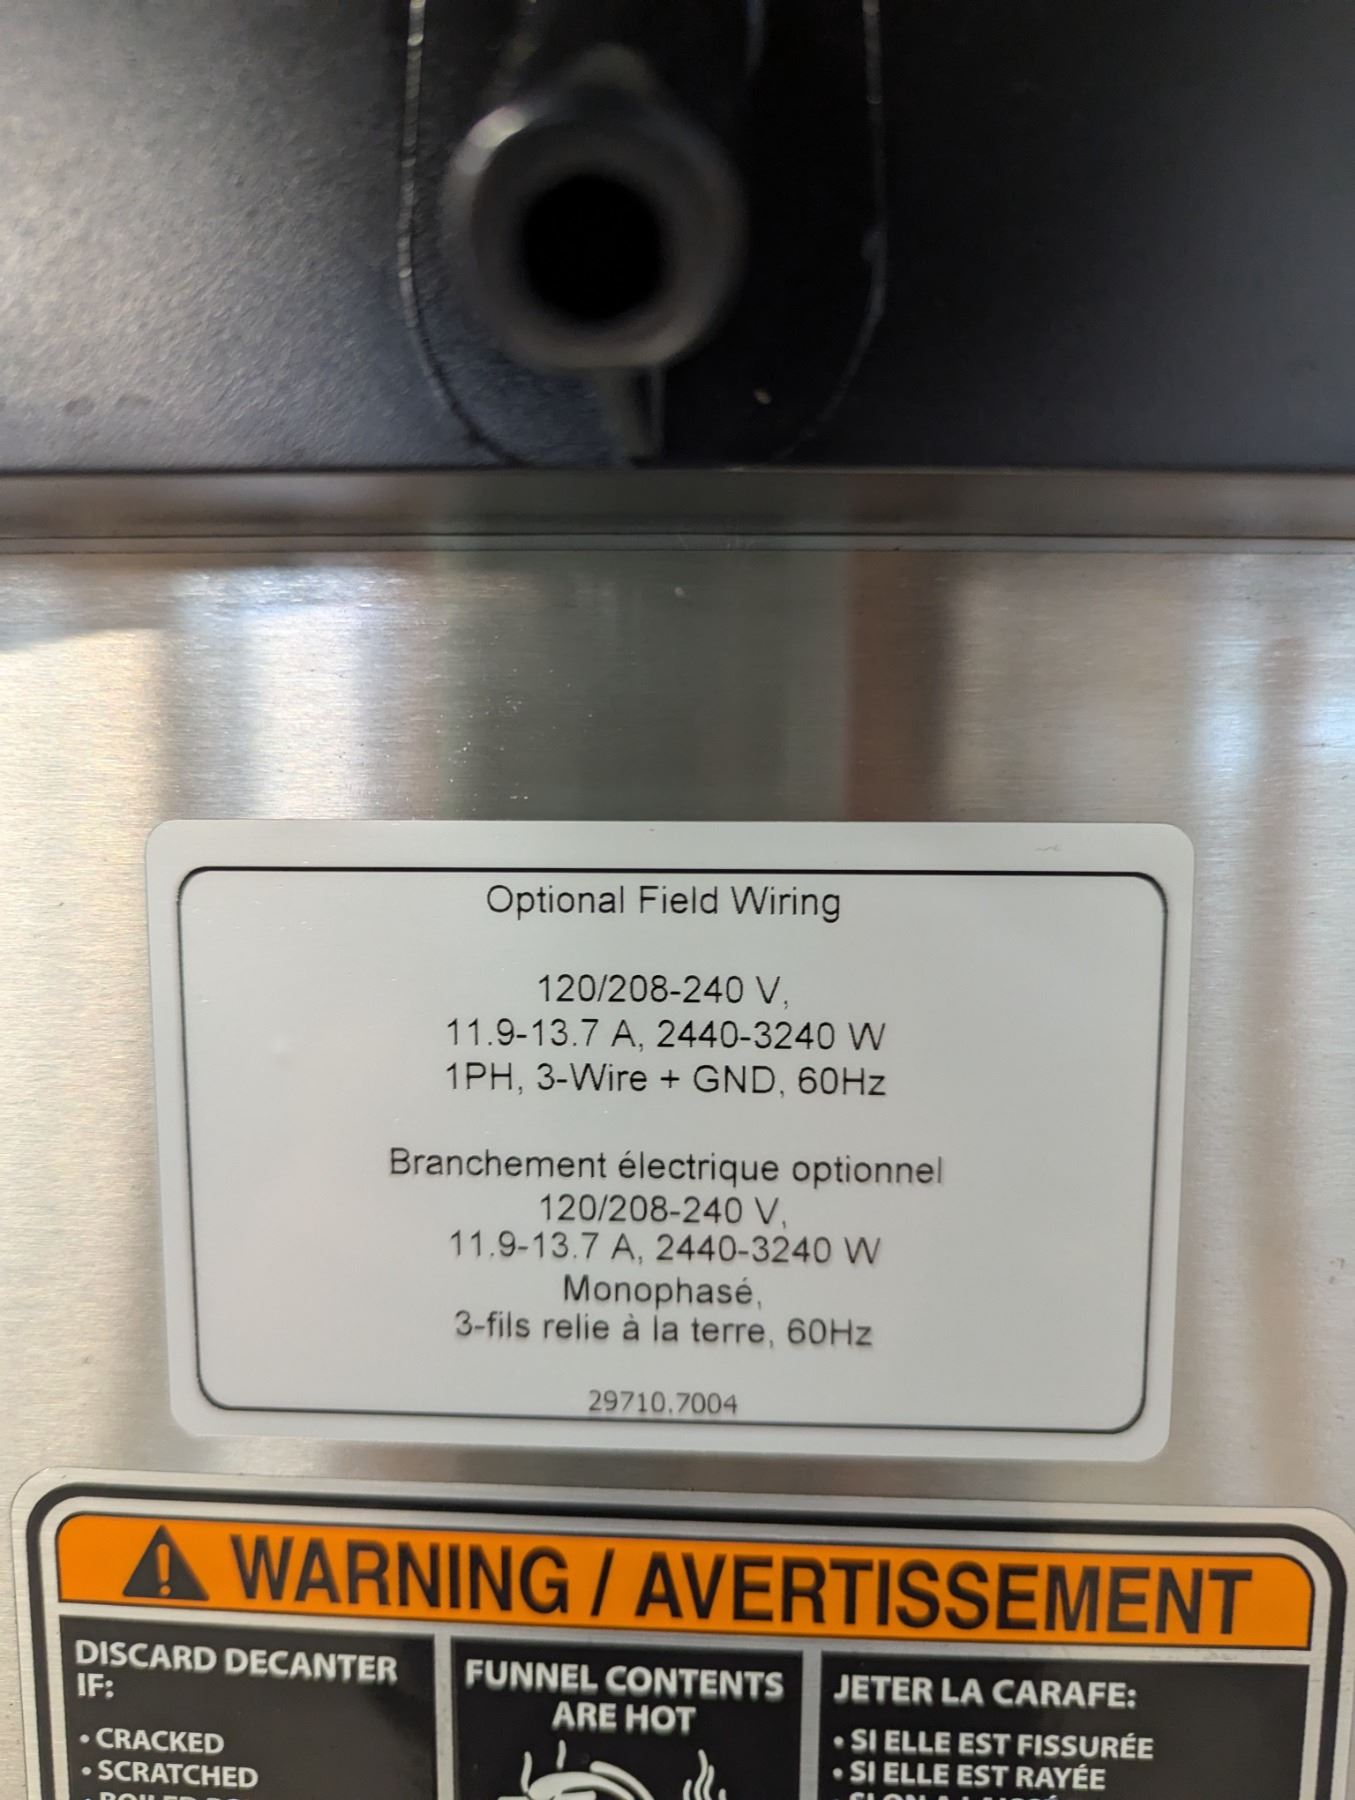 Optional Field Wiring
120/208-240 V,
11.9-13.7 A, 2440-3240 W
1PH, 3-Wire + GND, 60Hz
Branchement électrique optionnel
120/208-240 V,
11.9-13.7 A, 2440-3240 W
Monophasé,
3-fils relie à la terre, 60Hz
29710.7004
WARNING / AVERTISSEMENT
DISCARD DECANTER
IF:
• CRACKED
• SCRATCHED
FUNNEL CONTENTS
ARE HOT
JETER LA CARAFE:
• SI ELLE EST FISSURÉE
• SI ELLE EST RAYÉE